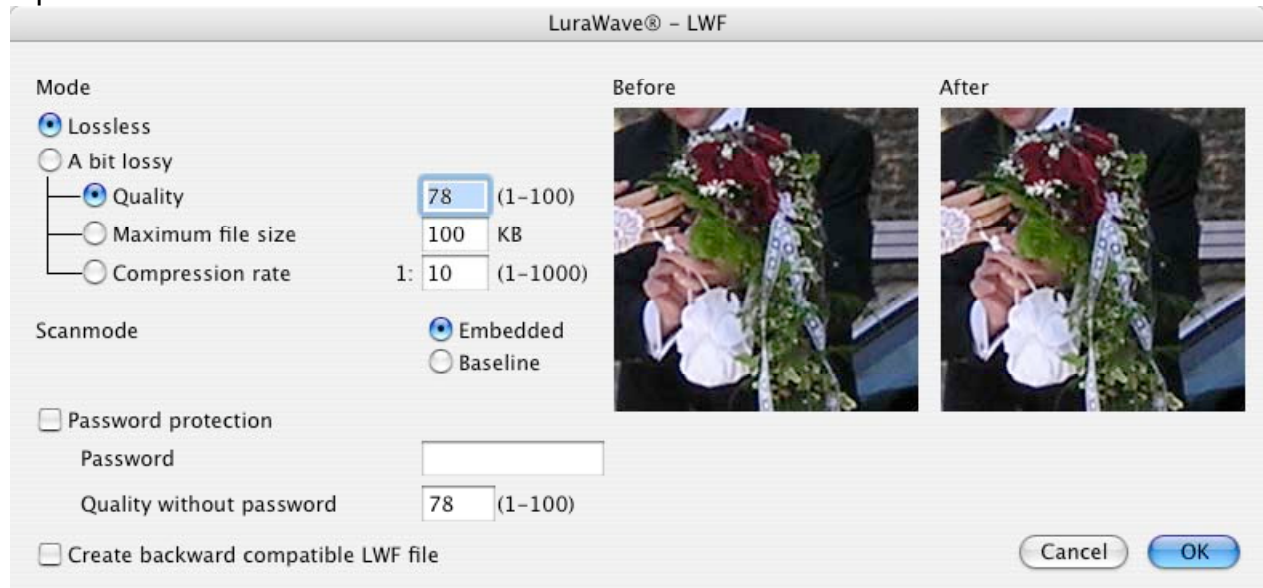 LuraWave® – LWF
Mode
Lossless
A bit lossy
Quality 78 (1–100)
Maximum file size 100 KB
Compression rate 1: 10 (1–1000)
Scanmode Embedded
Baseline
Password protection
Password
Quality without password 78 (1–100)
Create backward compatible LWF file
Before After
Cancel OK